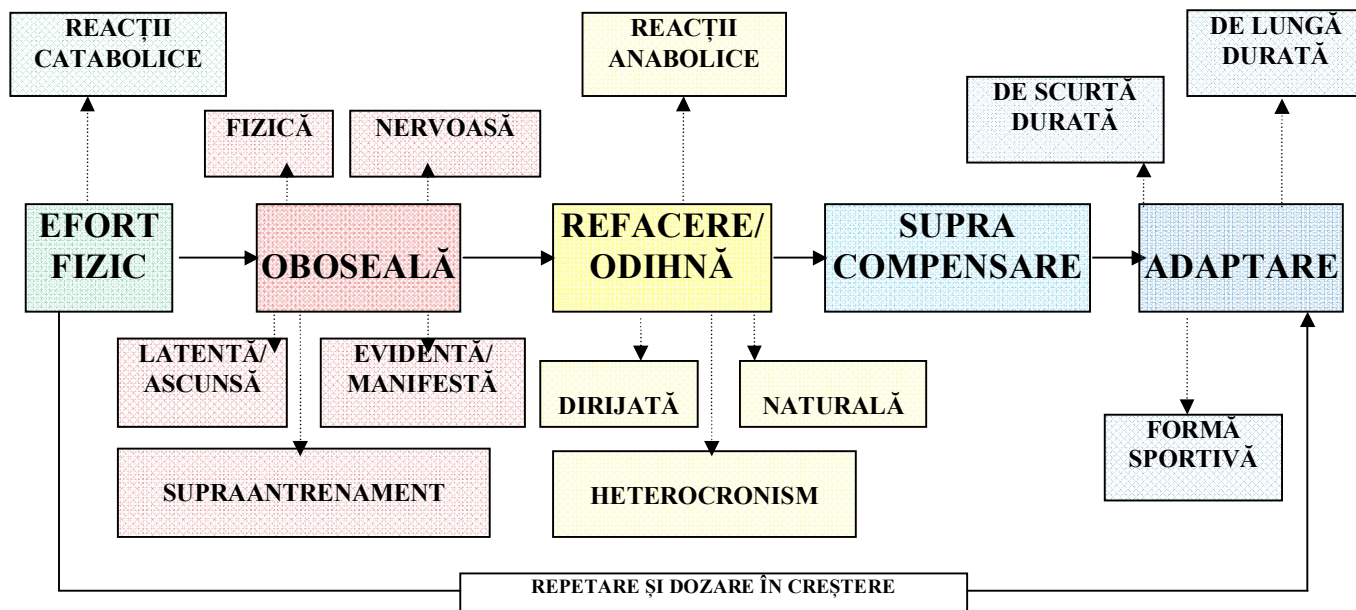 REACȚII
CATABOLICE
REACȚII
ANABOLICE
DE LUNGĂ
DURATĂ
DE SCURTĂ
DURATĂ
FIZICĂ
NERVOASĂ
EFORT
FIZIC
OBOSEALĂ
REFACERE/
ODIHNĂ
SUPRA
COMPENSARE
ADAPTARE
LATENTĂ/
ASCUNSĂ
EVIDENTĂ/
MANIFESTĂ
DIRIJATĂ
NATURALĂ
FORMĂ
SPORTIVĂ
SUPRAANTRENAMENT
HETEROCRONISM
REPETARE ȘI DOZARE ÎN CREȘTERE